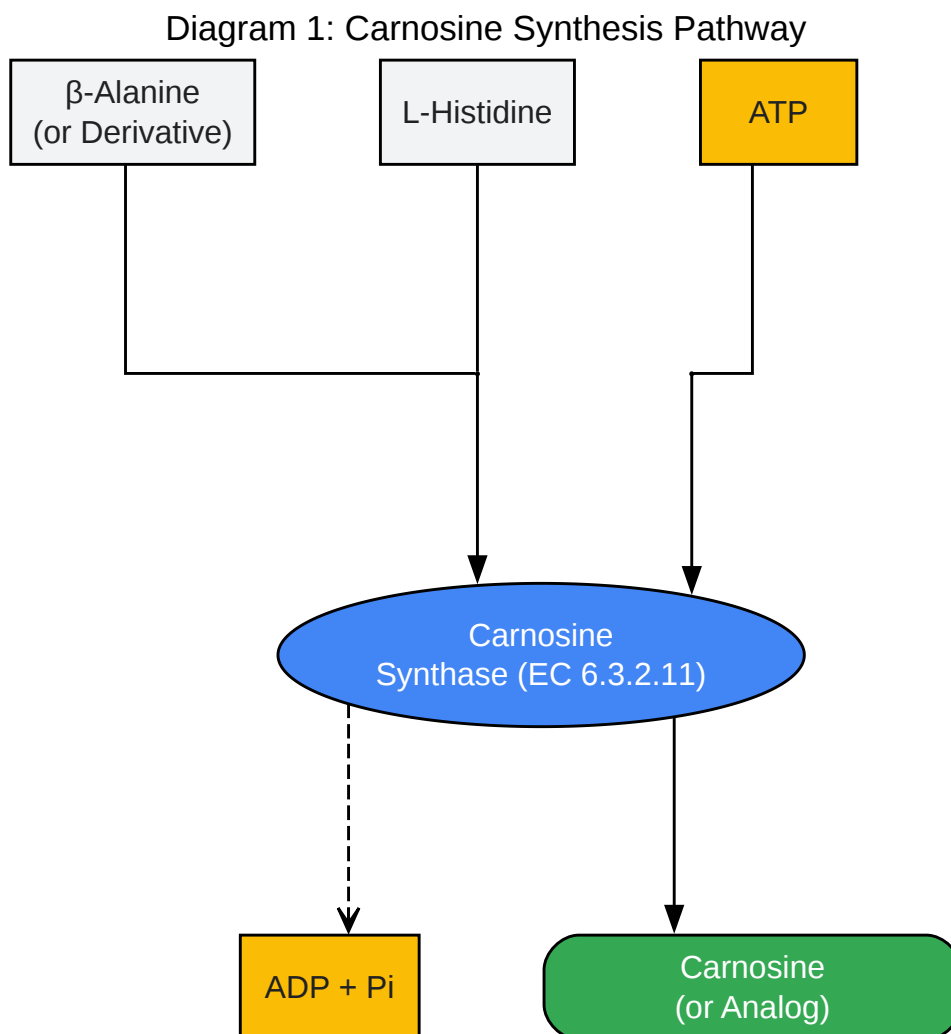 Diagram 1: Carnosine Synthesis Pathway
β-Alanine
(or Derivative)
L-Histidine
ATP
Carnosine
Synthase (EC 6.3.2.11)
ADP + Pi
Carnosine
(or Analog)